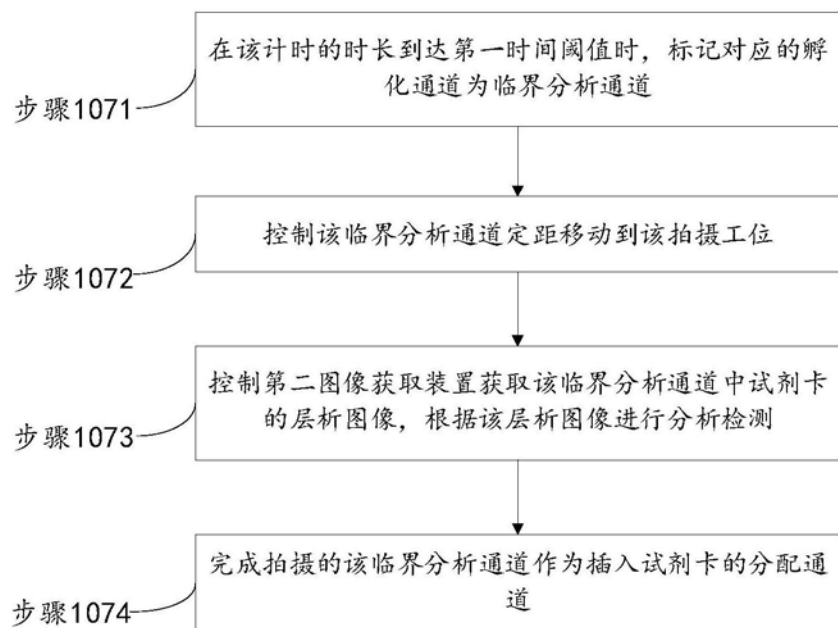 在该计时的时长到达第一时间阈值时，标记对应的孵
化通道为临界分析通道
步骤1071
控制该临界分析通道定距移动到该拍摄工位
步骤1072
控制第二图像获取装置获取该临界分析通道中试剂卡
的层析图像，根据该层析图像进行分析检测
步骤1073
完成拍摄的该临界分析通道作为插入试剂卡的分配通
道
步骤1074